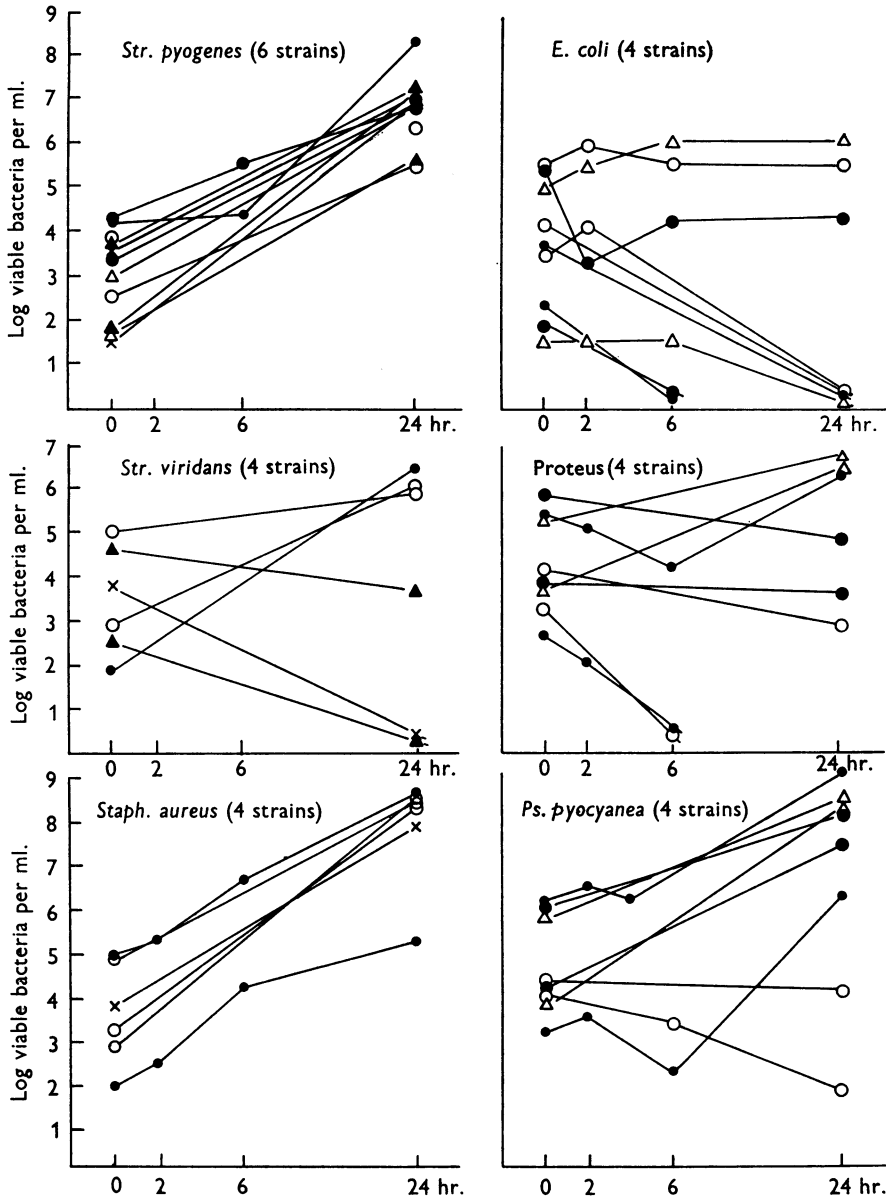 Log viable bacteria per ml.
9
8
7
6
5
4
3
2
1
Str. pyogenes (6 strains)
0 2 6 24 hr.
E. coli (4 strains)
0 2 6 24 hr.
Log viable bacteria per ml.
7
6
5
4
3
2
1
Str. viridans (4 strains)
0 2 6 24 hr.
Proteus (4 strains)
0 2 6 24 hr.
Log viable bacteria per ml.
9
8
7
6
5
4
3
2
1
Staph. aureus (4 strains)
0 2 6 24 hr.
Ps. pyocyanea (4 strains)
0 2 6 24 hr.